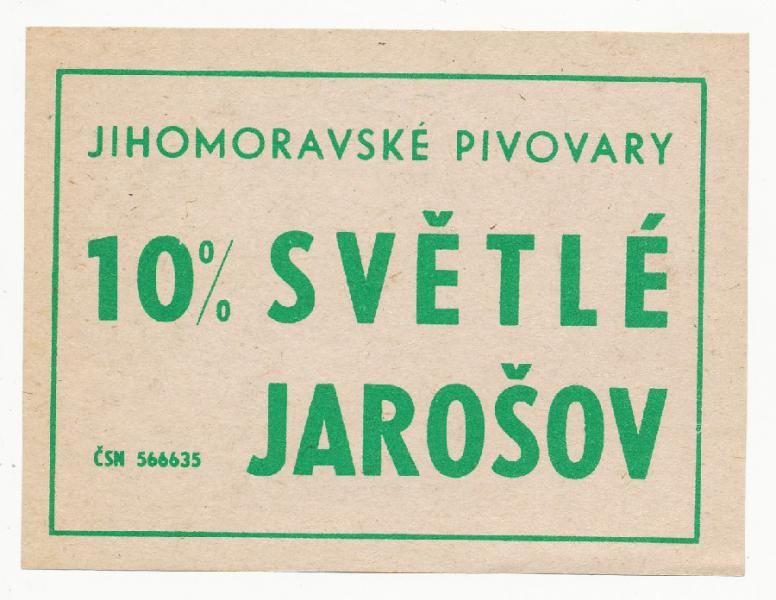 JIHOMORAVSKÉ PIVOVARY
10% SVĚTLÉ
JAROŠOV
ČSN 566635